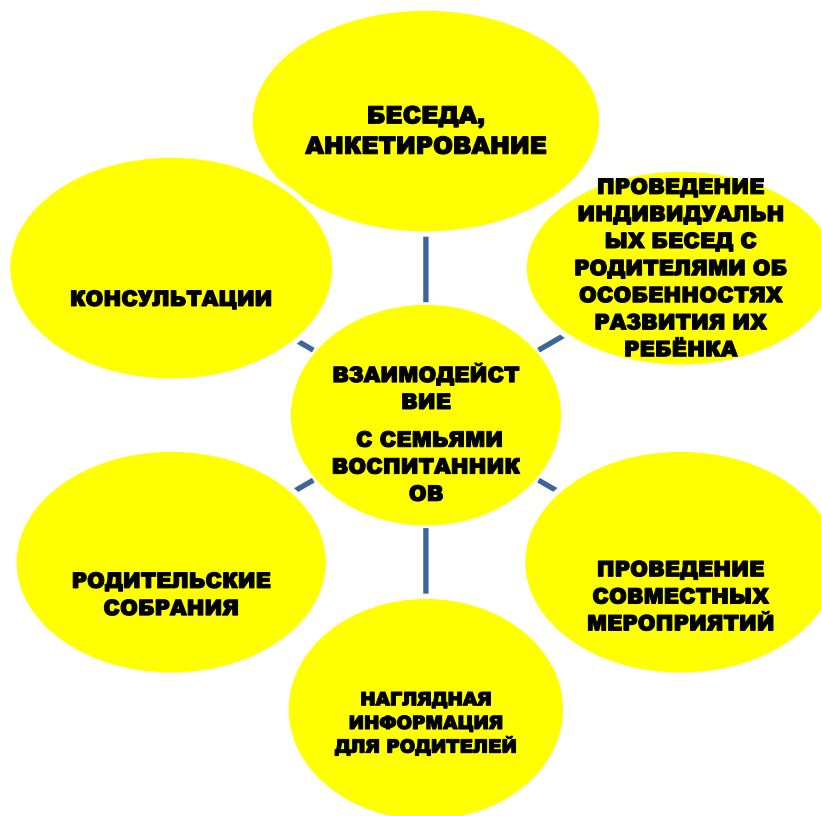 БЕСЕДА,
АНКЕТИРОВАНИЕ
ПРОВЕДЕНИЕ
ИНДИВИДУАЛЬН
ЫХ БЕСЕД С
РОДИТЕЛЯМИ ОБ
ОСОБЕННОСТЯХ
РАЗВИТИЯ ИХ
РЕБЁНКА
КОНСУЛЬТАЦИИ
ВЗАИМОДЕЙСТ
ВИЕ
С СЕМЬЯМИ
ВОСПИТАННИК
ОВ
РОДИТЕЛЬСКИЕ
СОБРАНИЯ
ПРОВЕДЕНИЕ
СОВМЕСТНЫХ
МЕРОПРИЯТИЙ
НАГЛЯДНАЯ
ИНФОРМАЦИЯ
ДЛЯ РОДИТЕЛЕЙ